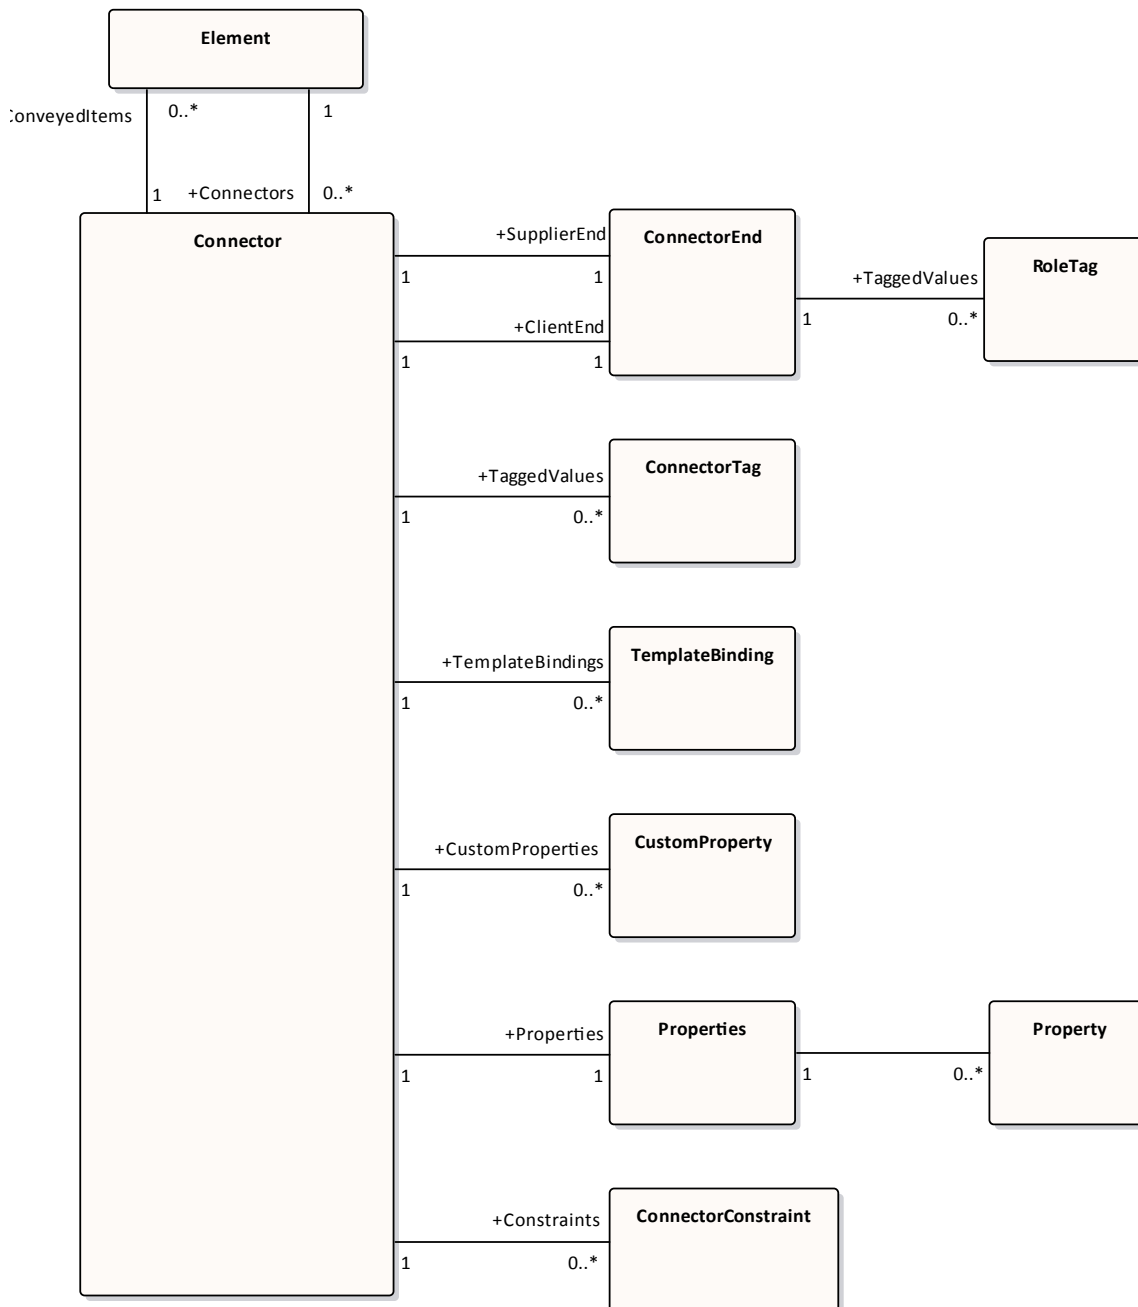 Element
0..*
1
ConveyedItems
1
+Connectors
0..*
Connector
+SupplierEnd
1
1
ConnectorEnd
+ClientEnd
1
1
+TaggedValues
1
0..*
RoleTag
+TaggedValues
1
0..*
ConnectorTag
+TemplateBindings
1
0..*
TemplateBinding
+CustomProperties
1
0..*
CustomProperty
+Properties
1
1
Properties
1
0..*
Property
+Constraints
1
0..*
ConnectorConstraint